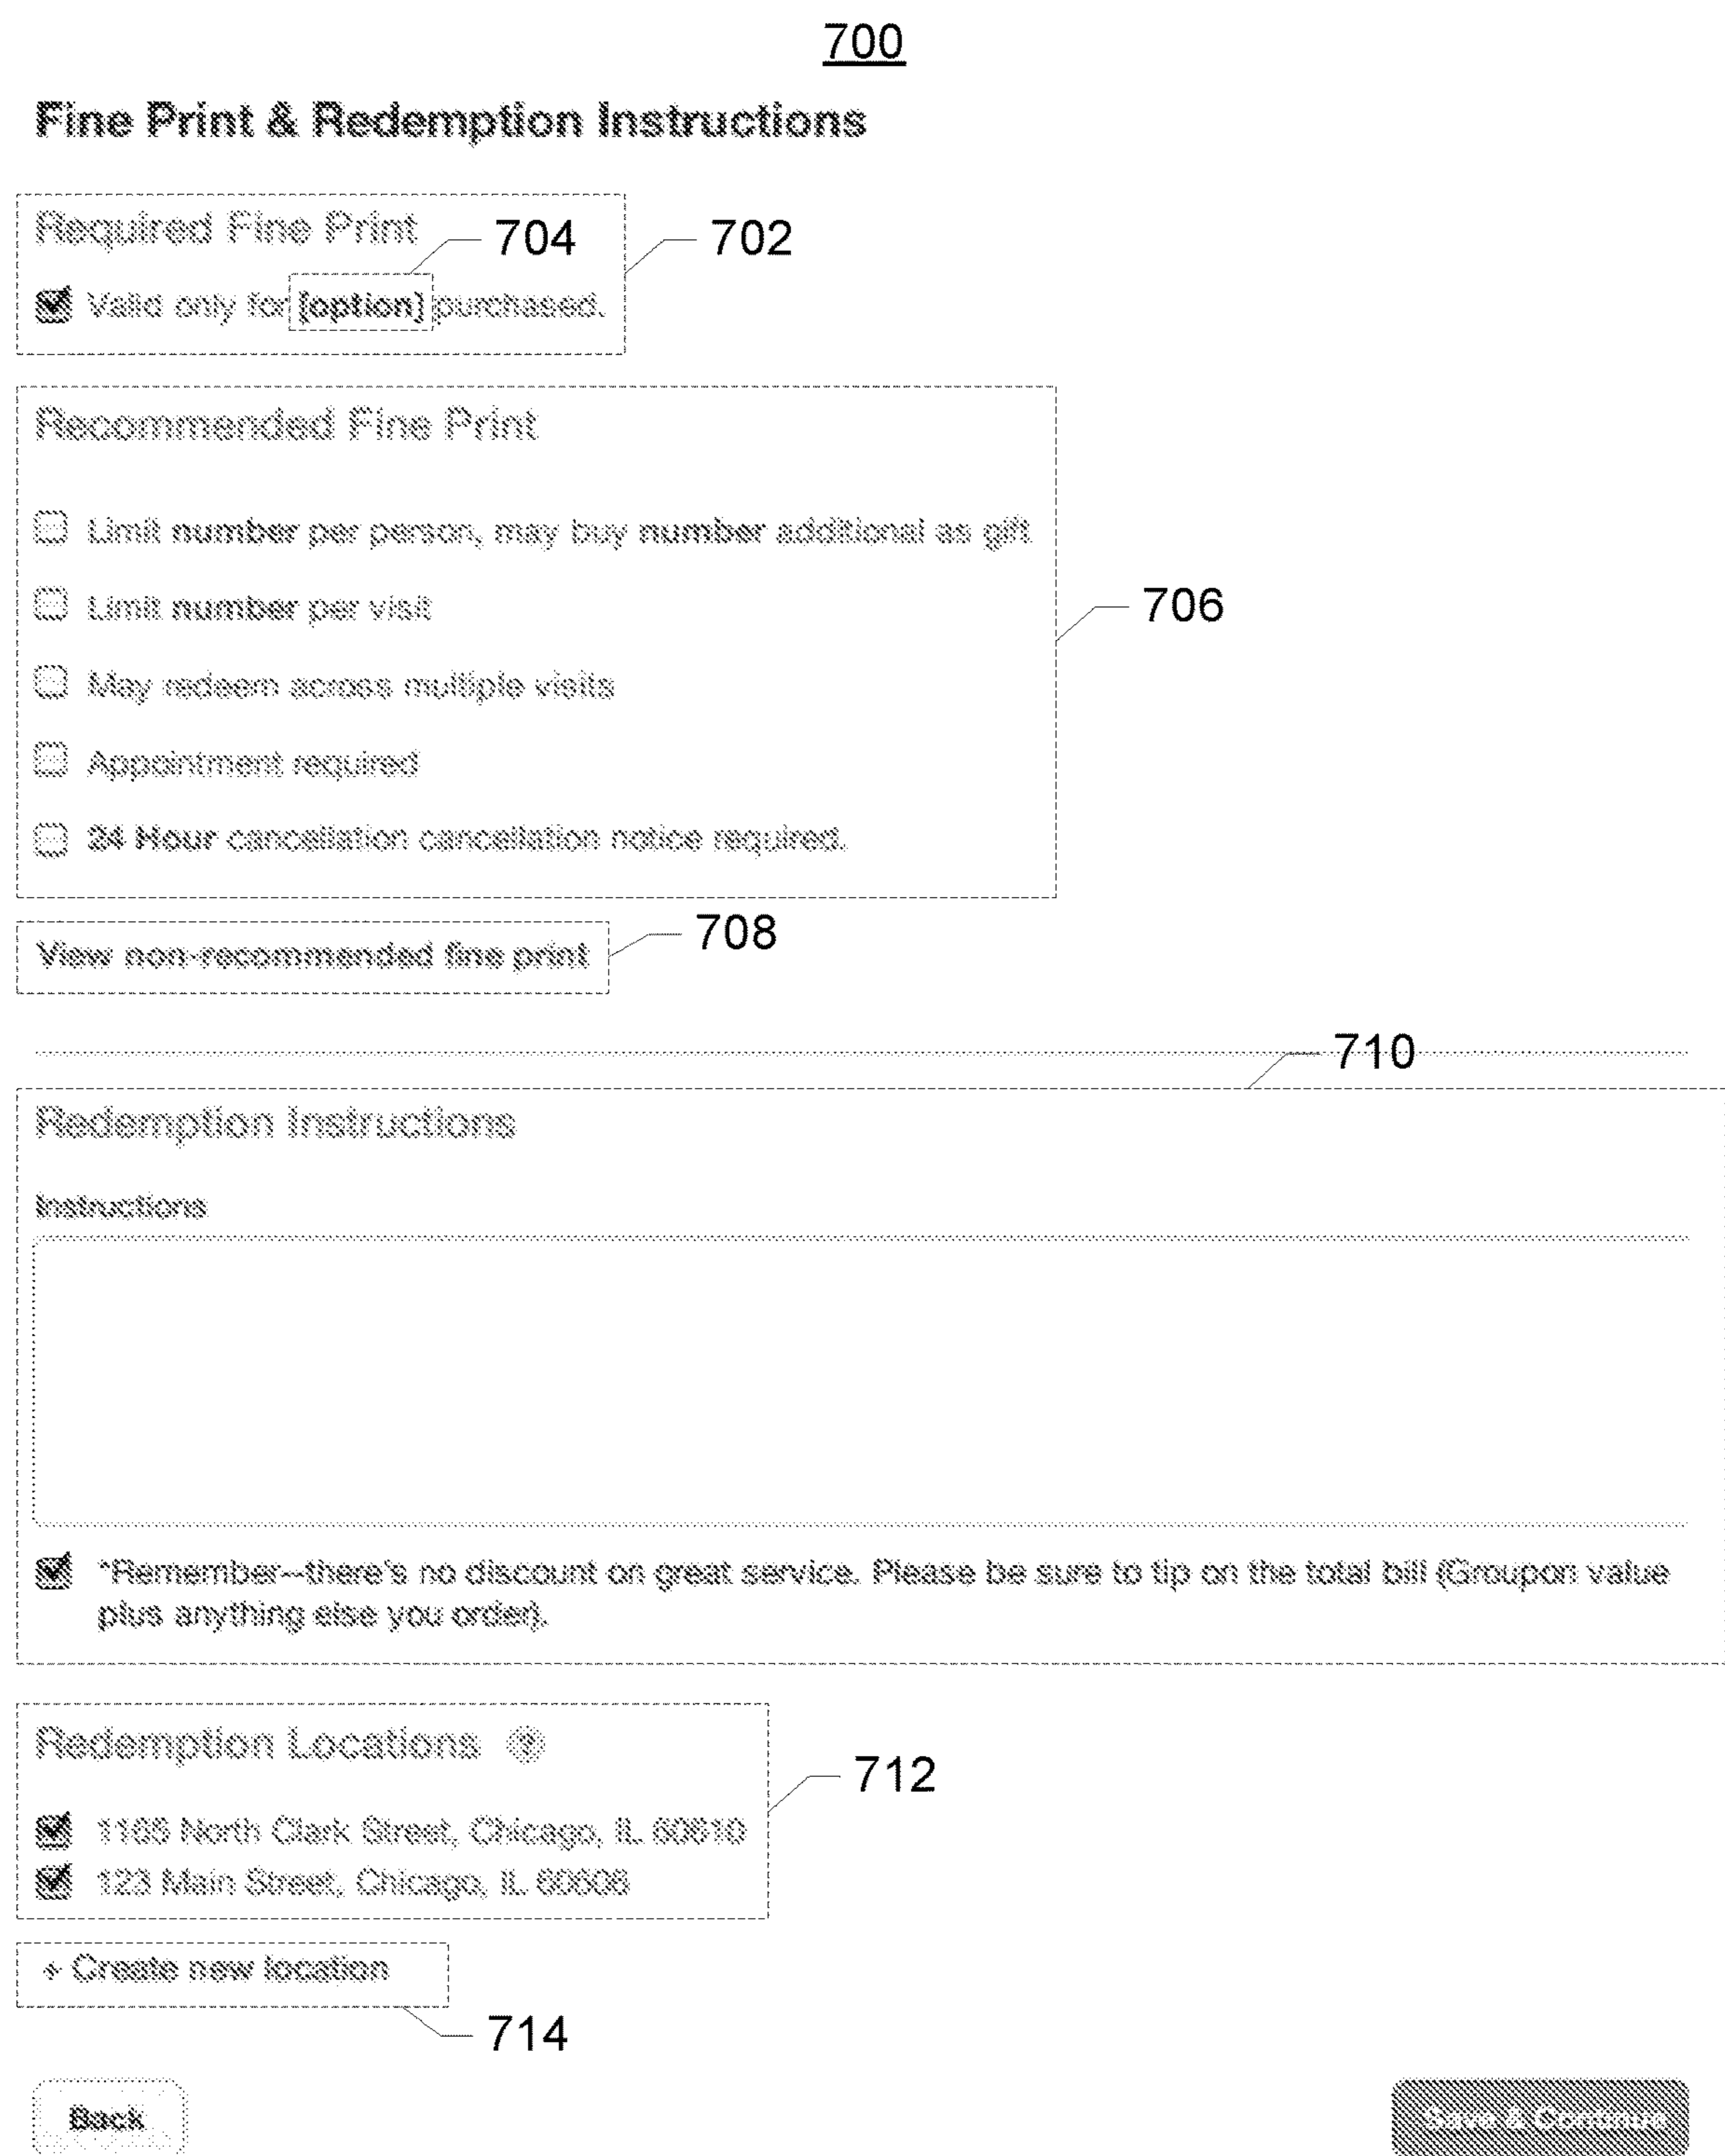 700
Fine Print & Redemption Instructions
Required Fine Print
704
702
Valid only for [option] purchased.
Recommended Fine Print
Limit number per person, may buy number additional as gift
Limit number per visit
706
May redeem across multiple visits
Appointment required
24 Hour cancellation cancellation notice required.
708
View non-recommended fine print
710
Redemption Instructions
Instructions
*Remember--there's no discount on great service. Please be sure to tip on the total bill (Groupon value
plus anything else you order).
Redemption Locations ?
712
1165 North Clark Street, Chicago, IL 60610
123 Main Street, Chicago, IL 60606
+ Create new location
714
Back
Save & Continue